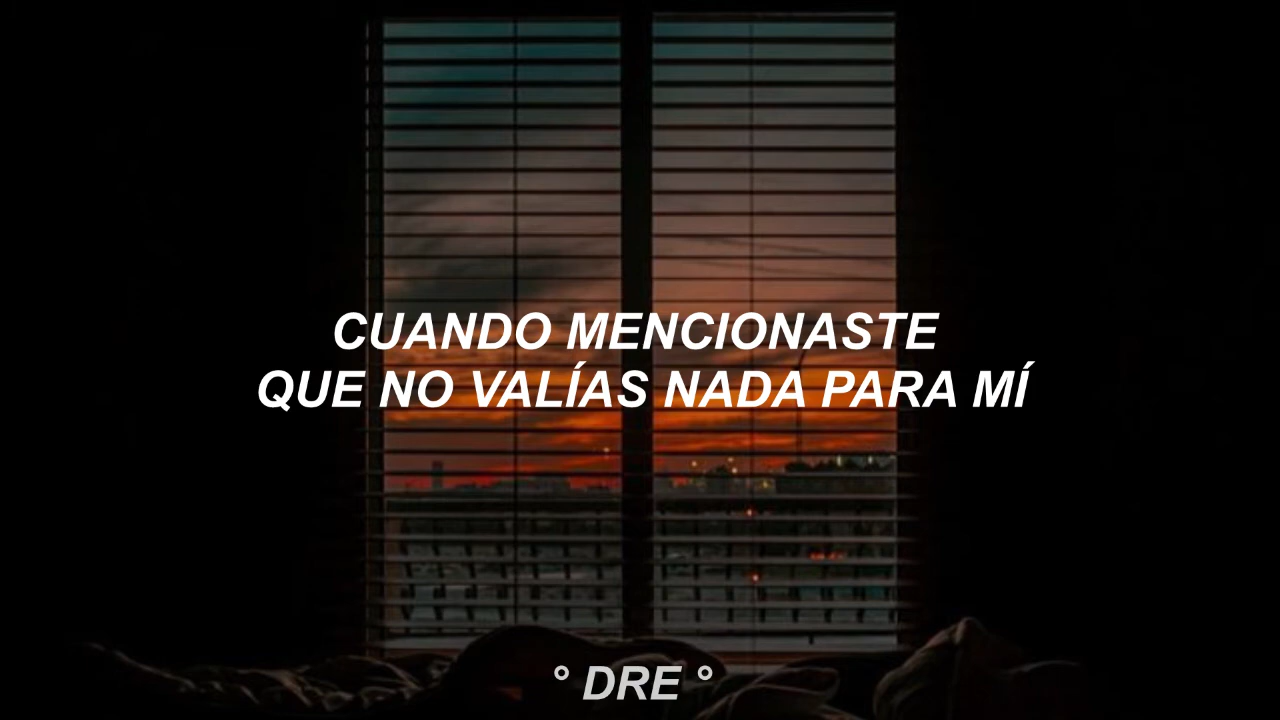 CUANDO MENCIONASTE
QUE NO VALÍAS NADA PARA MÍ
° DRE °